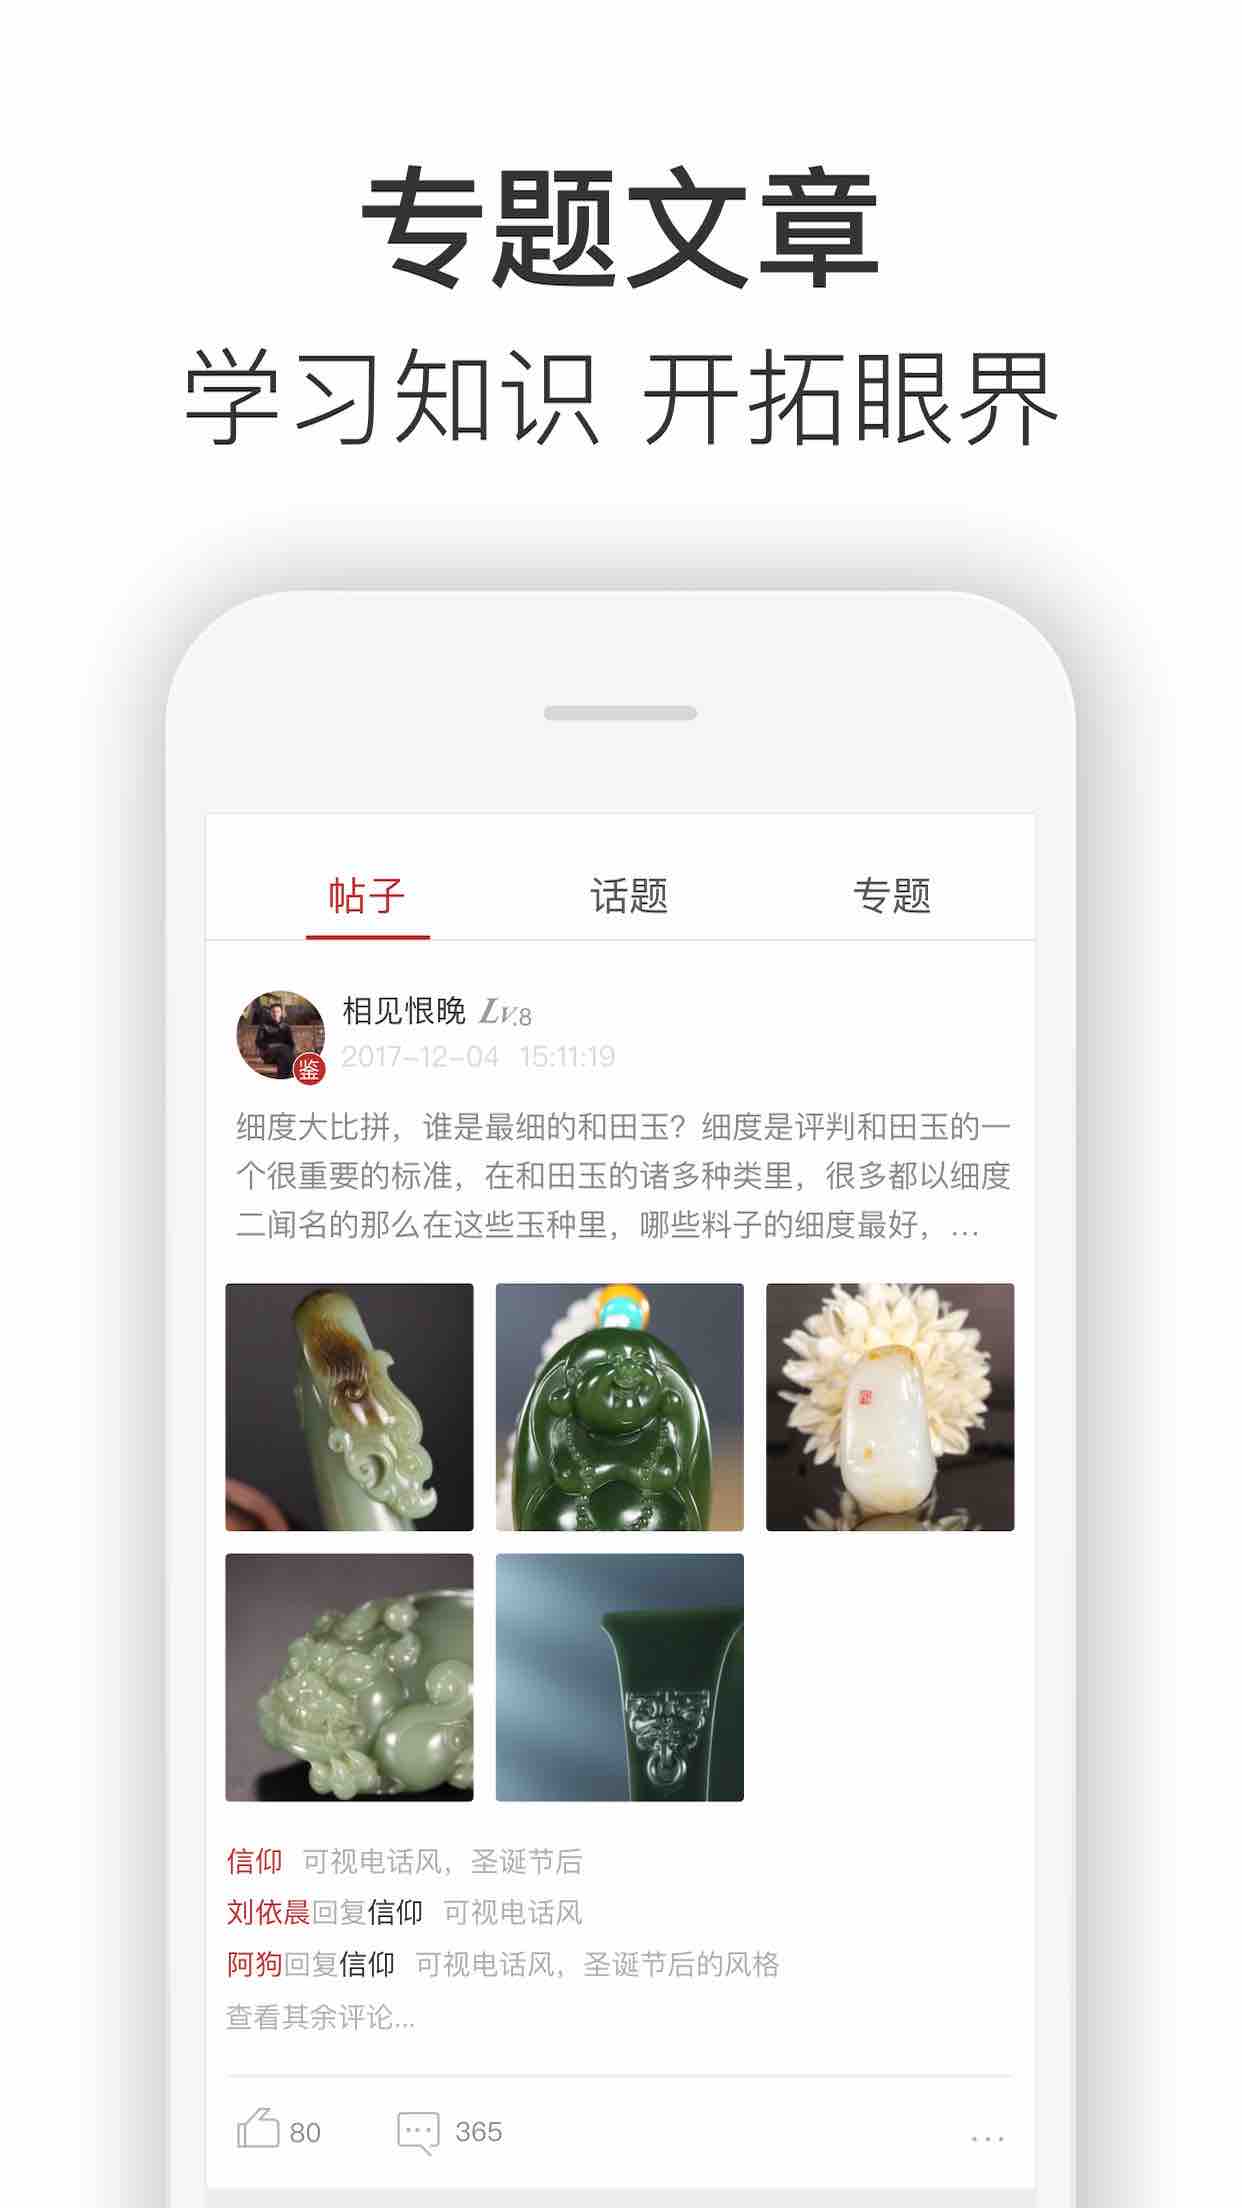 专题文章
学习知识 开拓眼界
帖子 话题 专题
相见恨晚 Lv.8
鉴
2017-12-04 15:11:19
细度大比拼，谁是最细的和田玉？细度是评判和田玉的一
个很重要的标准，在和田玉的诸多种类里，很多都以细度
二闻名的那么在这些玉种里，哪些料子的细度最好，...
信仰 可视电话风，圣诞节后
刘依晨回复信仰 可视电话风
阿狗回复信仰 可视电话风，圣诞节后的风格
查看其余评论...
80 365 ...